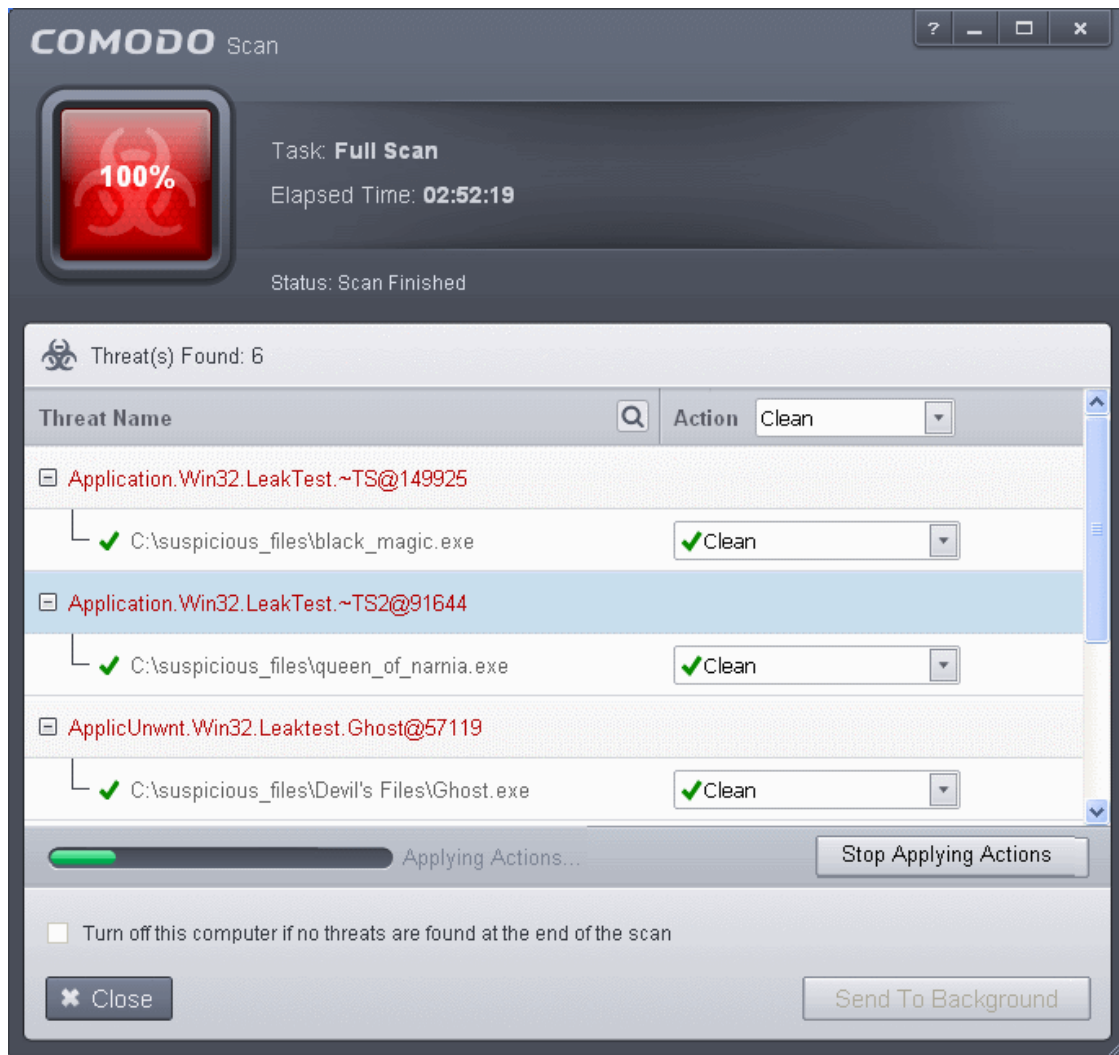 COMODO Scan
?
100%
Task: Full Scan
Elapsed Time: 02:52:19
Status: Scan Finished
Threat(s) Found: 6
Threat Name Action Clean
Application.Win32.LeakTest.~TS@149925
C:\suspicious_files\black_magic.exe Clean
Application.Win32.LeakTest.~TS2@91644
C:\suspicious_files\queen_of_narnia.exe Clean
ApplicUnwnt.Win32.Leaktest.Ghost@57119
C:\suspicious_files\Devil's Files\Ghost.exe Clean
Applying Actions... Stop Applying Actions
Turn off this computer if no threats are found at the end of the scan
Close Send To Background